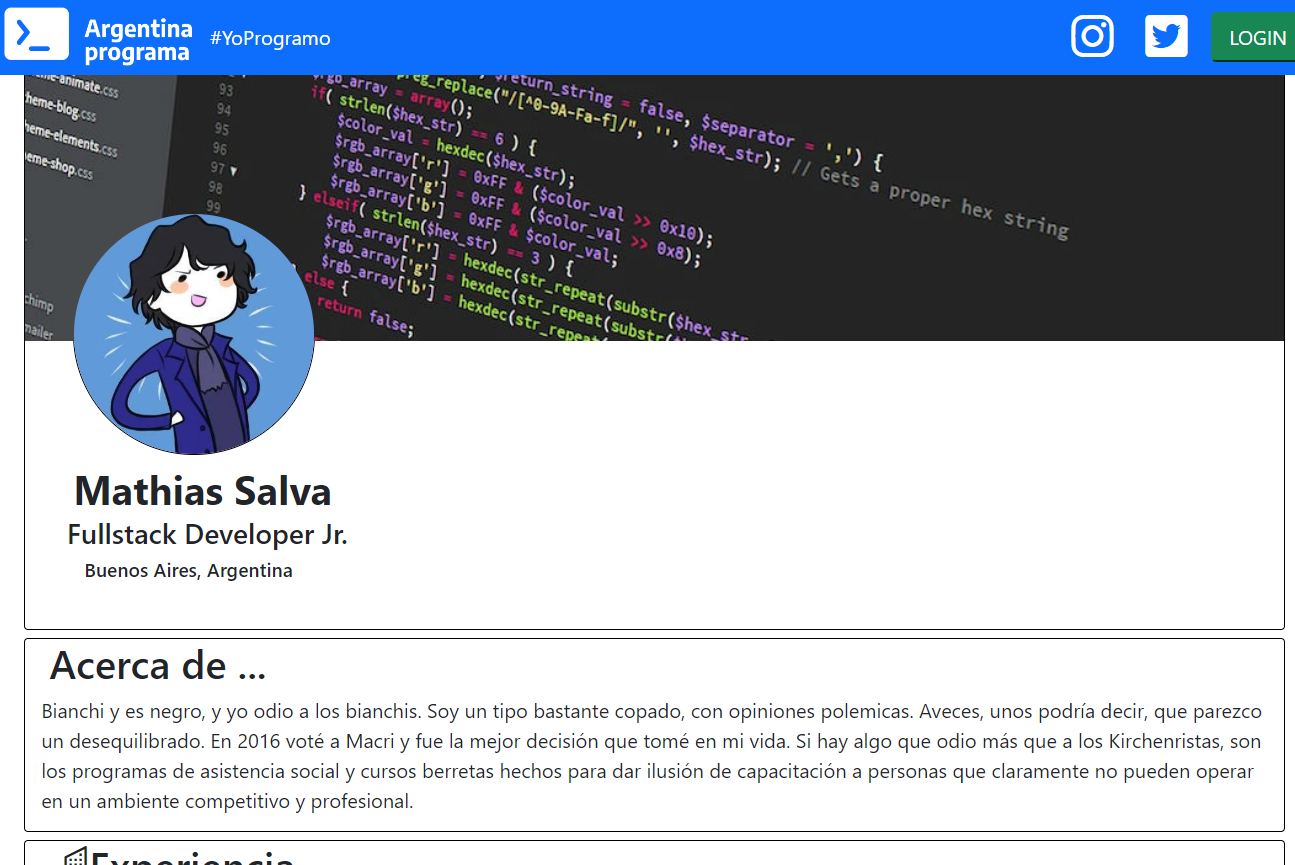 Argentina
programa
#YoProgramo
LOGIN
eme-animate.css
heme-blog.css
heme-elements.css
eme-shop.css
chimp
mailer
93
94
95
96
97
98
99
preg_replace("/[^0-9A-Fa-f]/", '', $hex_str); // Gets a proper hex string
$return_string = false, $separator = ',') {
$rgb_array = array();
if( strlen($hex_str) == 6 ) {
$color_val = hexdec($hex_str);
$rgb_array['r'] = 0xFF & ($color_val >> 0x10);
$rgb_array['g'] = 0xFF & ($color_val >> 0x8);
$rgb_array['b'] = 0xFF & $color_val;
} elseif( strlen($hex_str) == 3 ) {
$rgb_array['r'] = hexdec(str_repeat(substr($hex_str
$rgb_array['g'] = hexdec(str_repeat(substr($
$rgb_array['b'] = hexdec(str_repeat(
} else {
return false;
Mathias Salva
Fullstack Developer Jr.
Buenos Aires, Argentina
Acerca de ...
Bianchi y es negro, y yo odio a los bianchis. Soy un tipo bastante copado, con opiniones polemicas. Aveces, unos podría decir, que parezco
un desequilibrado. En 2016 voté a Macri y fue la mejor decisión que tomé en mi vida. Si hay algo que odio más que a los Kirchenristas, son
los programas de asistencia social y cursos berretas hechos para dar ilusión de capacitación a personas que claramente no pueden operar
en un ambiente competitivo y profesional.
Experiencia